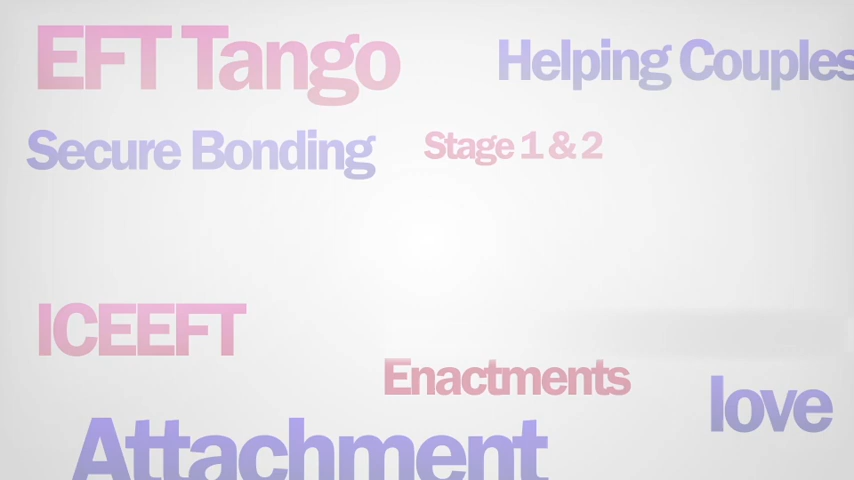 EFT Tango
Helping Couples
Secure Bonding
Stage 1 & 2
ICEEFT
Enactments
love
Attachment